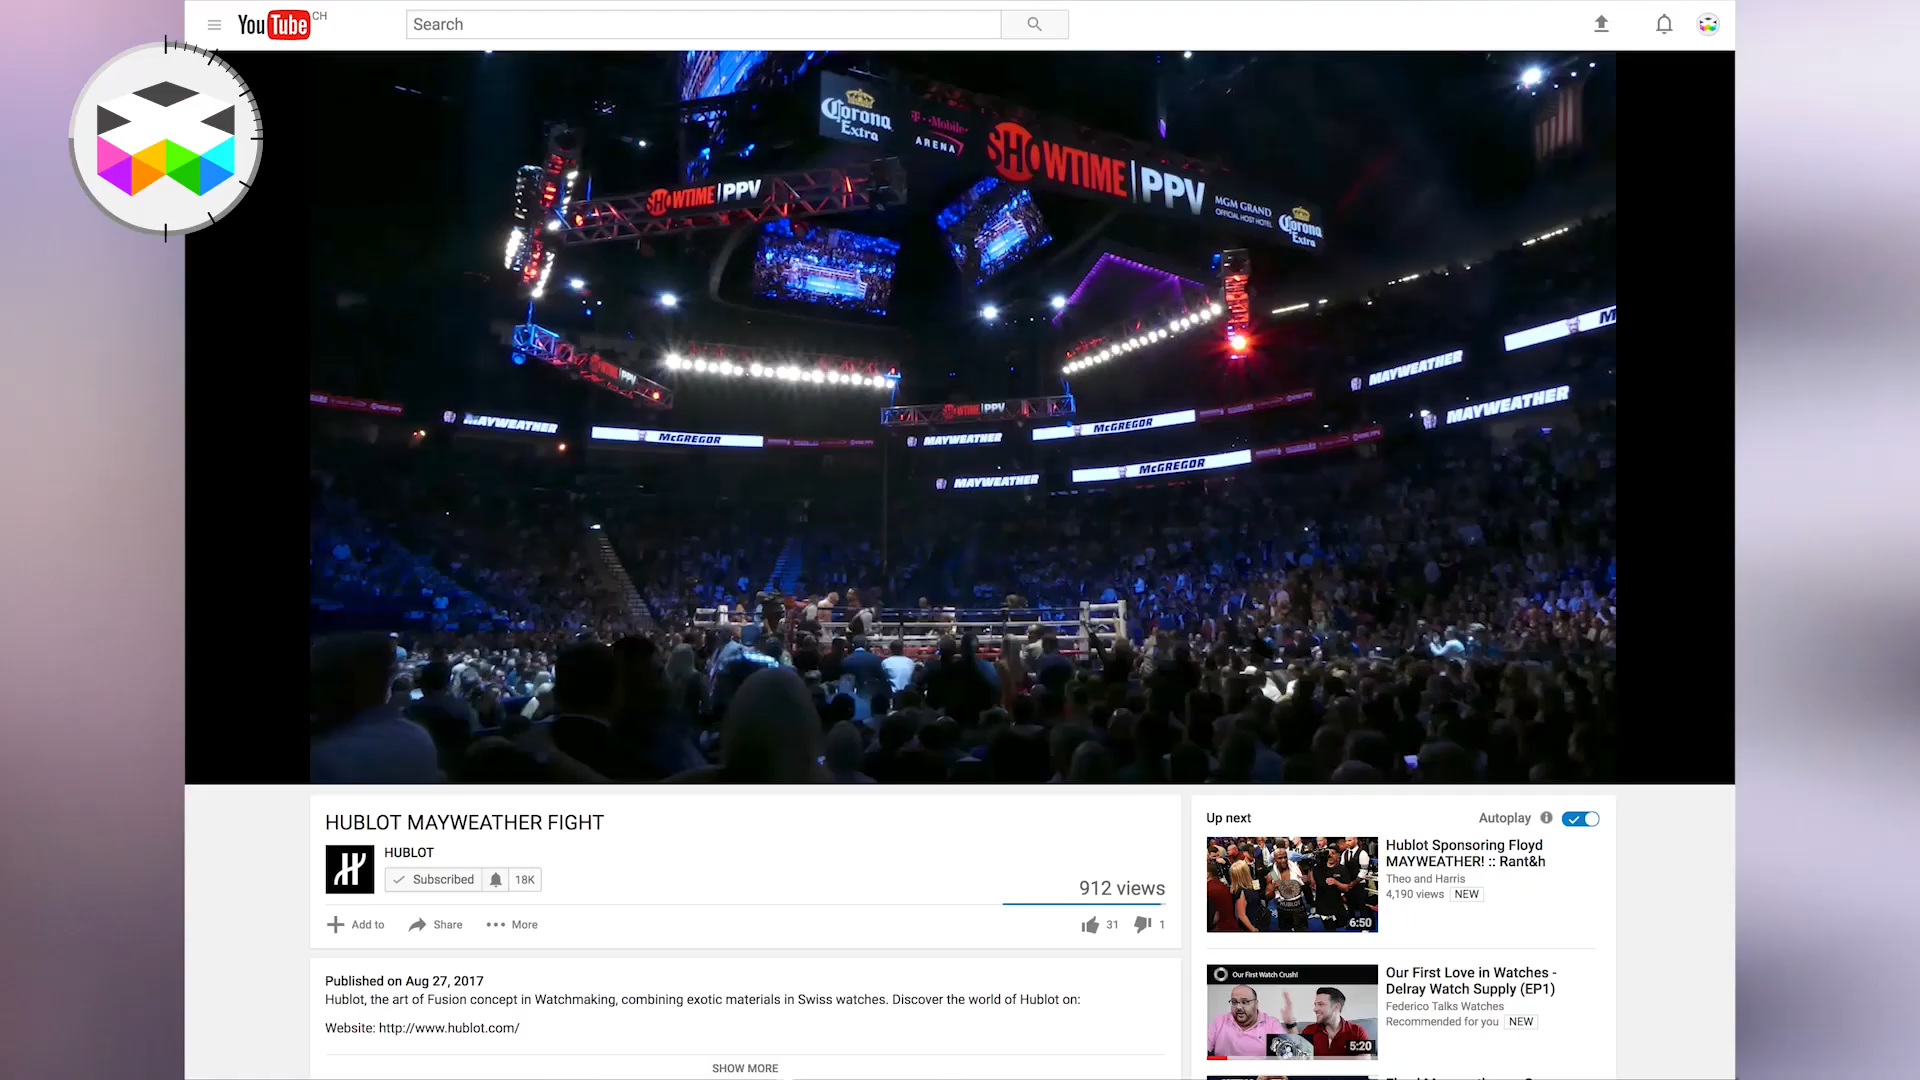 YouTube CH
Search
Corona Extra
T··Mobile· ARENA
SHOWTIME PPV
MGM GRAND
OFFICIAL HOST HOTEL
Corona Extra
SHOWTIME PPV
SHOWTIME PPV
SHOWTIME PPV
MAYWEATHER
McGREGOR
MAYWEATHER
McGREGOR
MAYWEATHER
McGREGOR
MAYWEATHER
MAYWEATHER
HUBLOT MAYWEATHER FIGHT
HUBLOT
Subscribed 18K
912 views
Add to Share More 31 1
Published on Aug 27, 2017
Hublot, the art of Fusion concept in Watchmaking, combining exotic materials in Swiss watches. Discover the world of Hublot on:
Website: http://www.hublot.com/
SHOW MORE
Up next Autoplay
Hublot Sponsoring Floyd
MAYWEATHER! :: Rant&h
Theo and Harris
4,190 views NEW
HUBLOT
6:50
Our First Watch Crush!
Our First Love in Watches -
Delray Watch Supply (EP1)
Federico Talks Watches
Recommended for you NEW
5:20